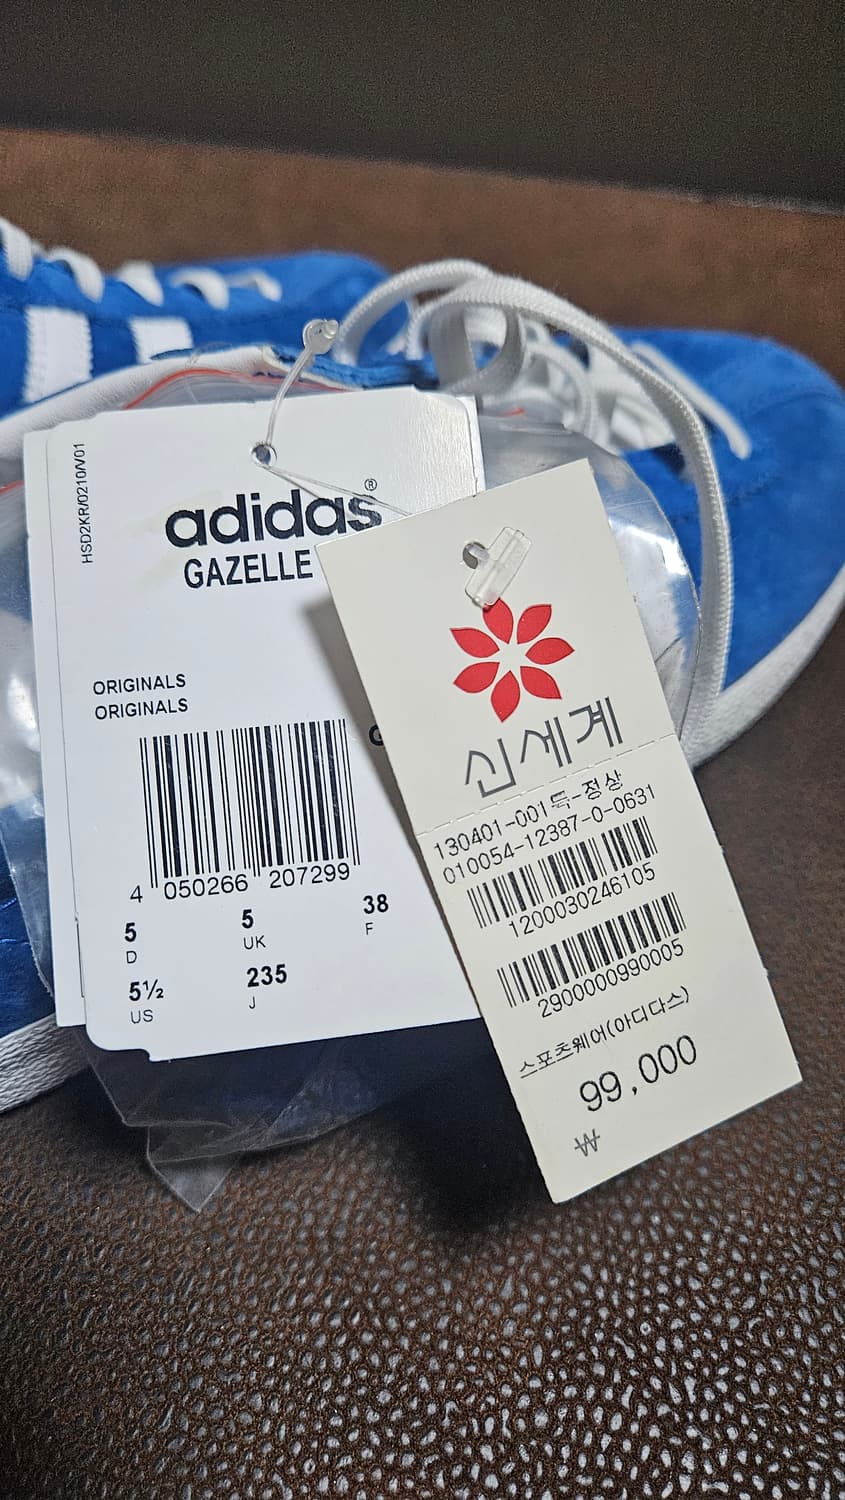 HSD2KR/0210/V01
adidas®
GAZELLE
ORIGINALS
ORIGINALS
4 050266 207299
5 5 38
D UK F
5½ 235
US J
신세계
130401-001특-정상
010054-12387-0-0631
1200030246105
2900000990005
스포츠웨어(아디다스)
99,000
₩